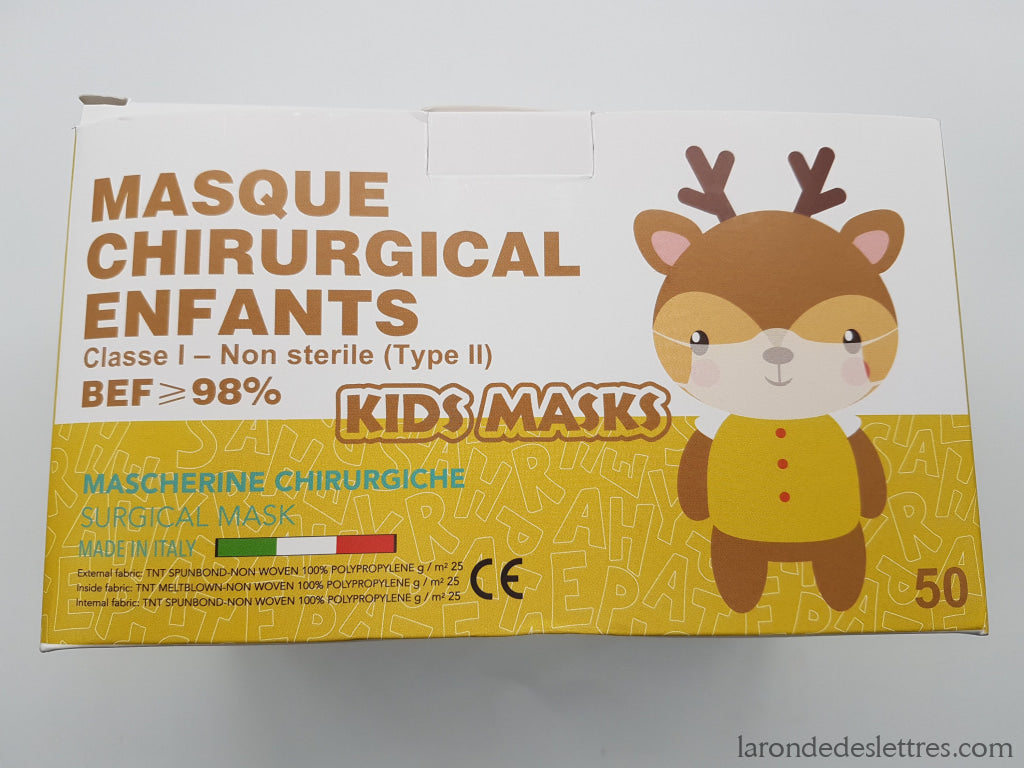 MASQUE
CHIRURGICAL
ENFANTS
Classe I – Non sterile (Type II)
BEF ≥ 98%
KIDS MASKS
MASCHERINE CHIRURGICHE
SURGICAL MASK
MADE IN ITALY
External fabric: TNT SPUNBOND-NON WOVEN 100% POLYPROPYLENE g / m² 25
Inside fabric: TNT MELTBLOWN-NON WOVEN 100% POLYPROPYLENE g / m² 25
Internal fabric: TNT SPUNBOND-NON WOVEN 100% POLYPROPYLENE g / m² 25
CE
50
larondedeslettres.com